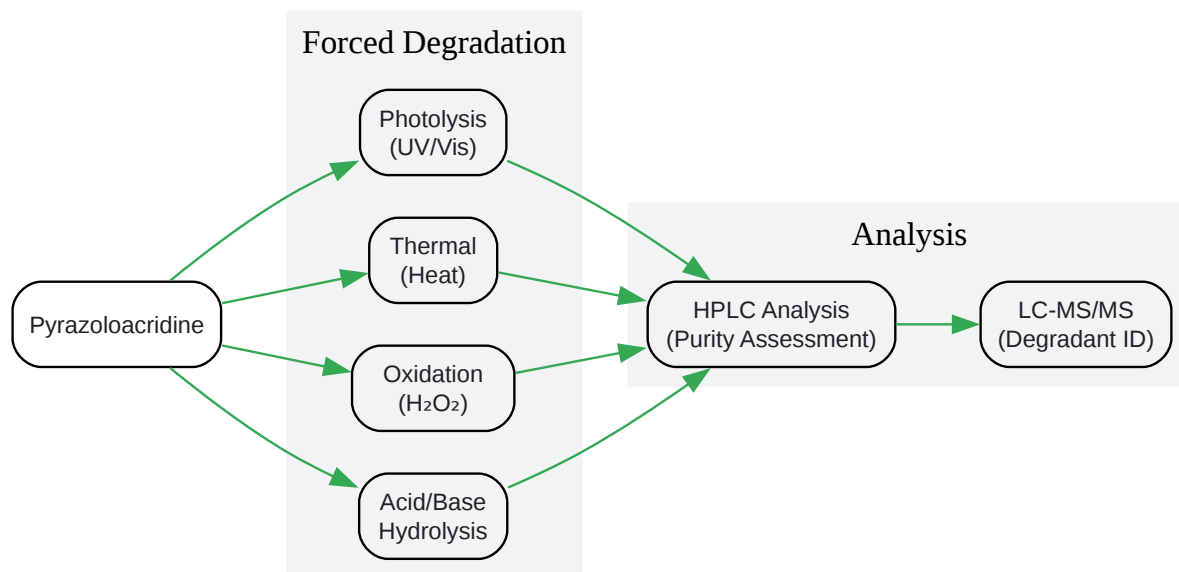 Forced Degradation
Photolysis
(UV/Vis)
Thermal
(Heat)
Oxidation
(H₂O₂)
Acid/Base
Hydrolysis
Pyrazoloacridine
Analysis
HPLC Analysis
(Purity Assessment)
LC-MS/MS
(Degradant ID)